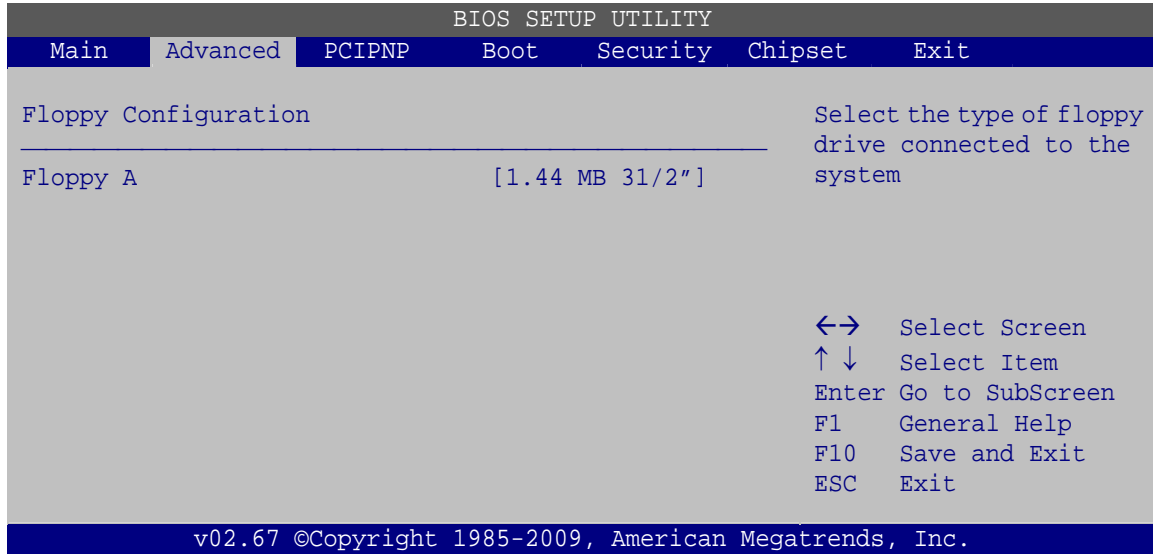 BIOS SETUP UTILITY
Main Advanced PCIPNP Boot Security Chipset Exit
Floppy Configuration
Floppy A [1.44 MB 31/2″]
Select the type of floppy
drive connected to the
system
←→ Select Screen
↑ ↓ Select Item
Enter Go to SubScreen
F1 General Help
F10 Save and Exit
ESC Exit
v02.67 ©Copyright 1985-2009, American Megatrends, Inc.